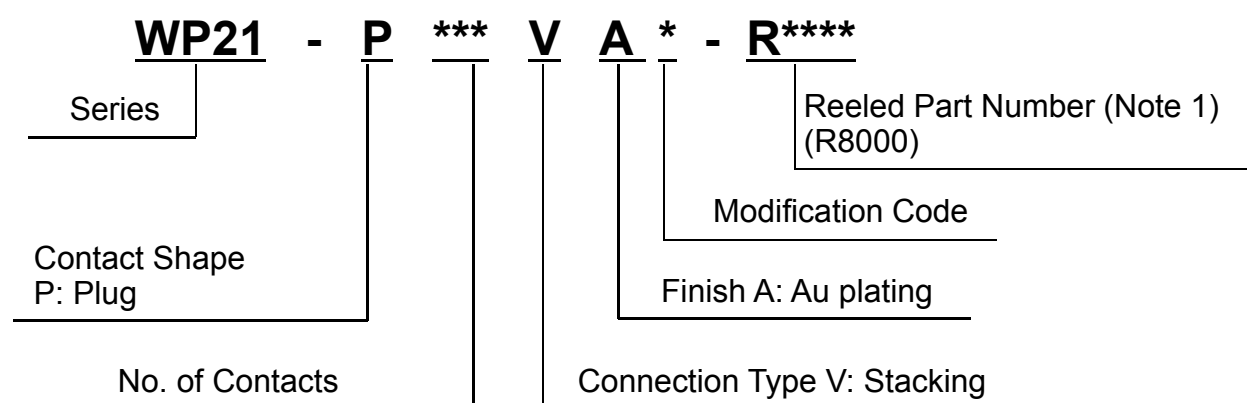 WP21 - P *** V A * - R****
Series
Reeled Part Number (Note 1)
(R8000)
Modification Code
Contact Shape
P: Plug
Finish A: Au plating
No. of Contacts
Connection Type V: Stacking